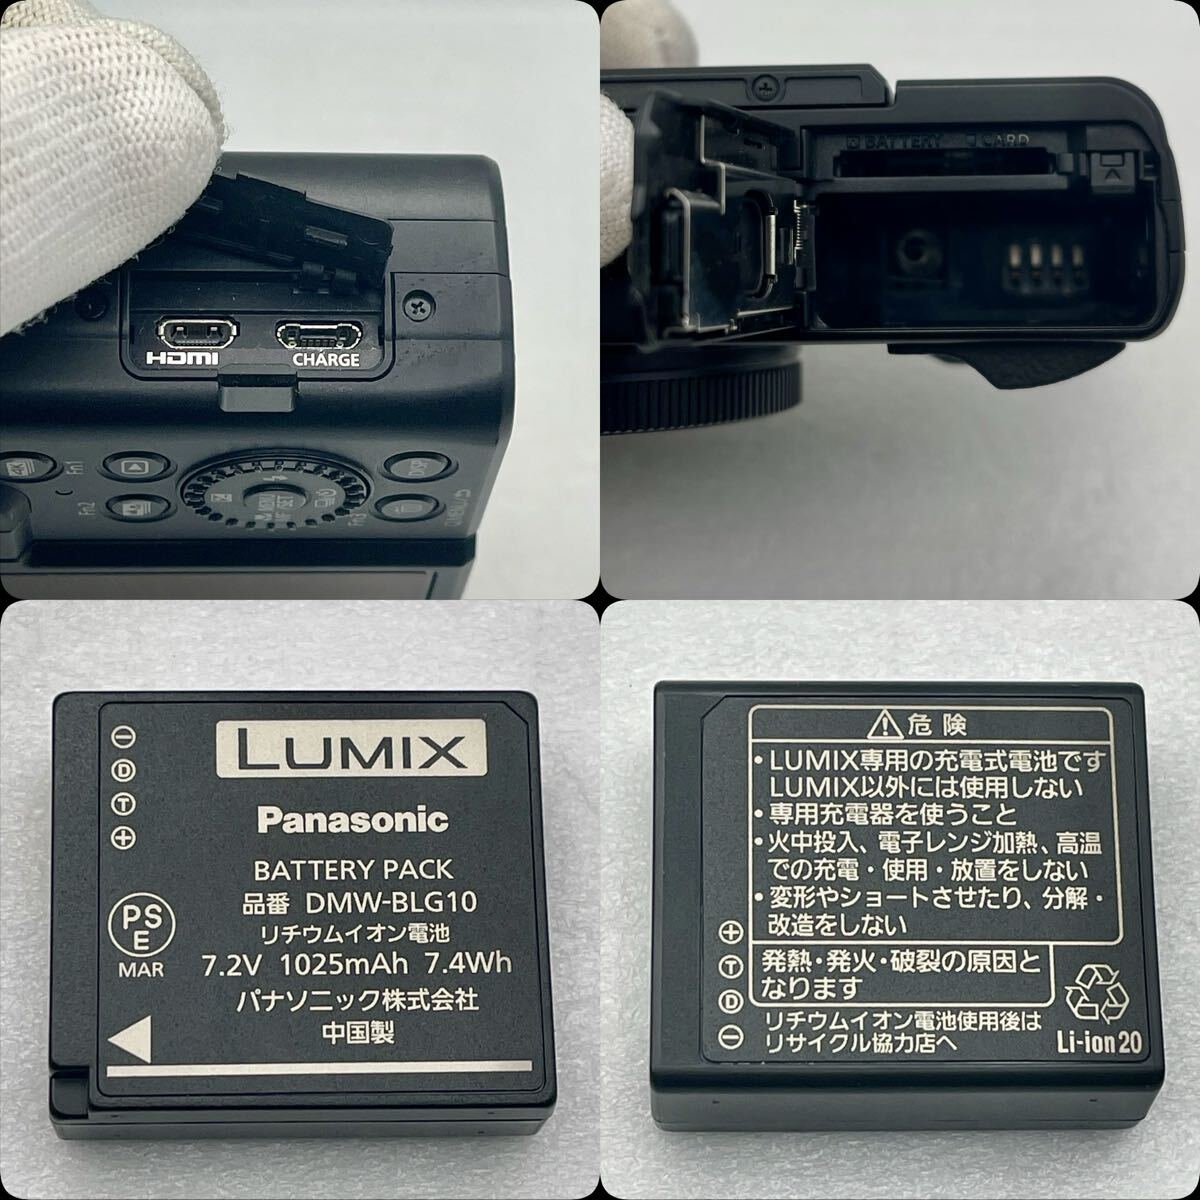 HDMI
CHARGE
4K
Fn1
Fn2
MENU
/SET
Fn3
DISP
BATTERY CARD
LUMIX
Panasonic
BATTERY PACK
品番 DMW-BLG10
リチウムイオン電池
7.2V 1025mAh 7.4Wh
パナソニック株式会社
中国製
D
T
PS
E
MAR
危険
・LUMIX専用の充電式電池です
LUMIX以外には使用しない
・専用充電器を使うこと
・火中投入、電子レンジ加熱、高温
での充電・使用・放置をしない
・変形やショートさせたり、分解・
改造をしない
発熱・発火・破裂の原因と
なります
リチウムイオン電池使用後は
リサイクル協力店へ
Li-ion20
T
D